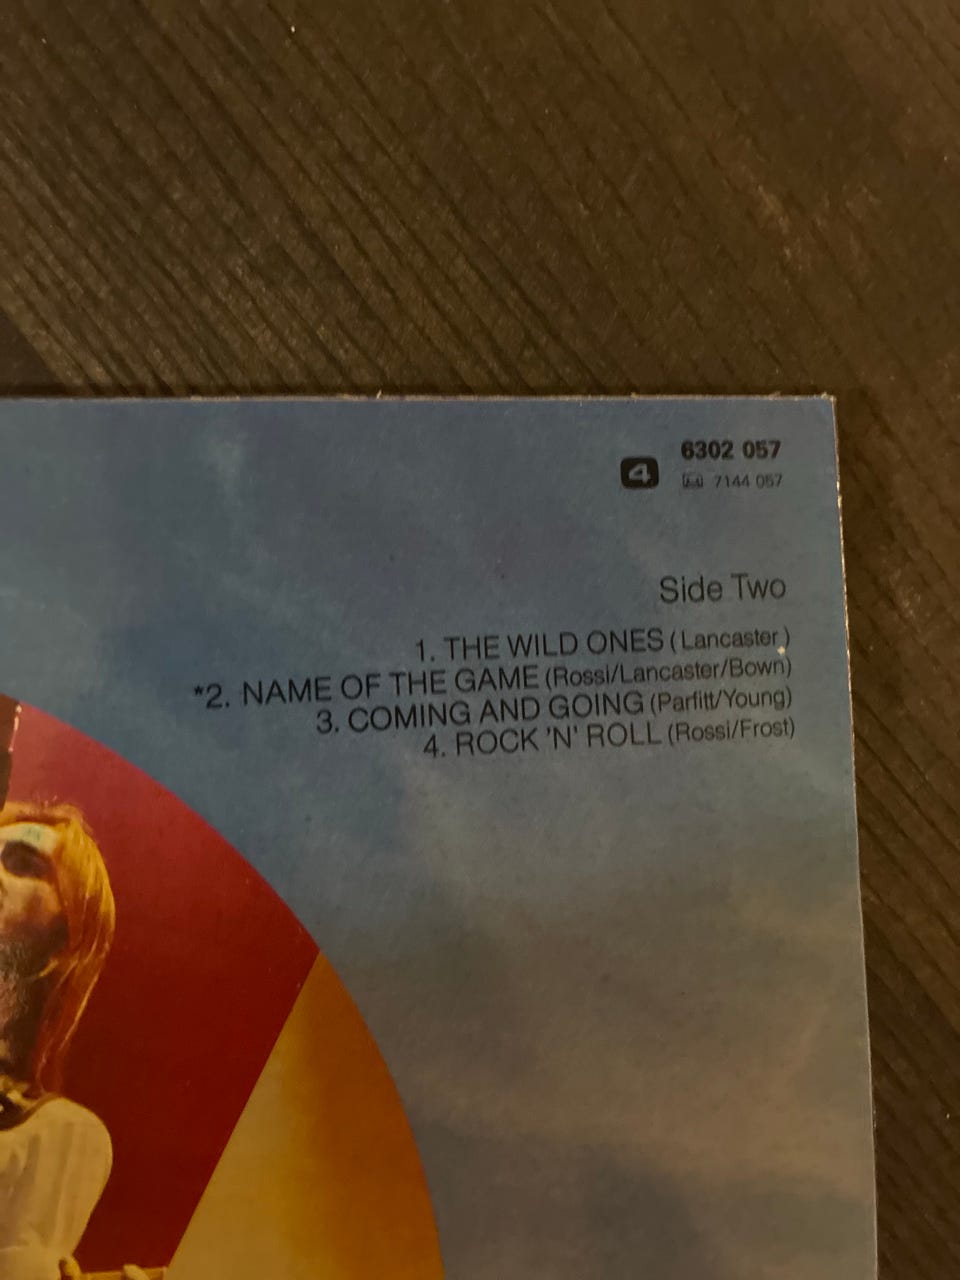 6302 057
4
7144 057
Side Two
1. THE WILD ONES (Lancaster)
*2. NAME OF THE GAME (Rossi/Lancaster/Bown)
3. COMING AND GOING (Parfitt/Young)
4. ROCK 'N' ROLL (Rossi/Frost)